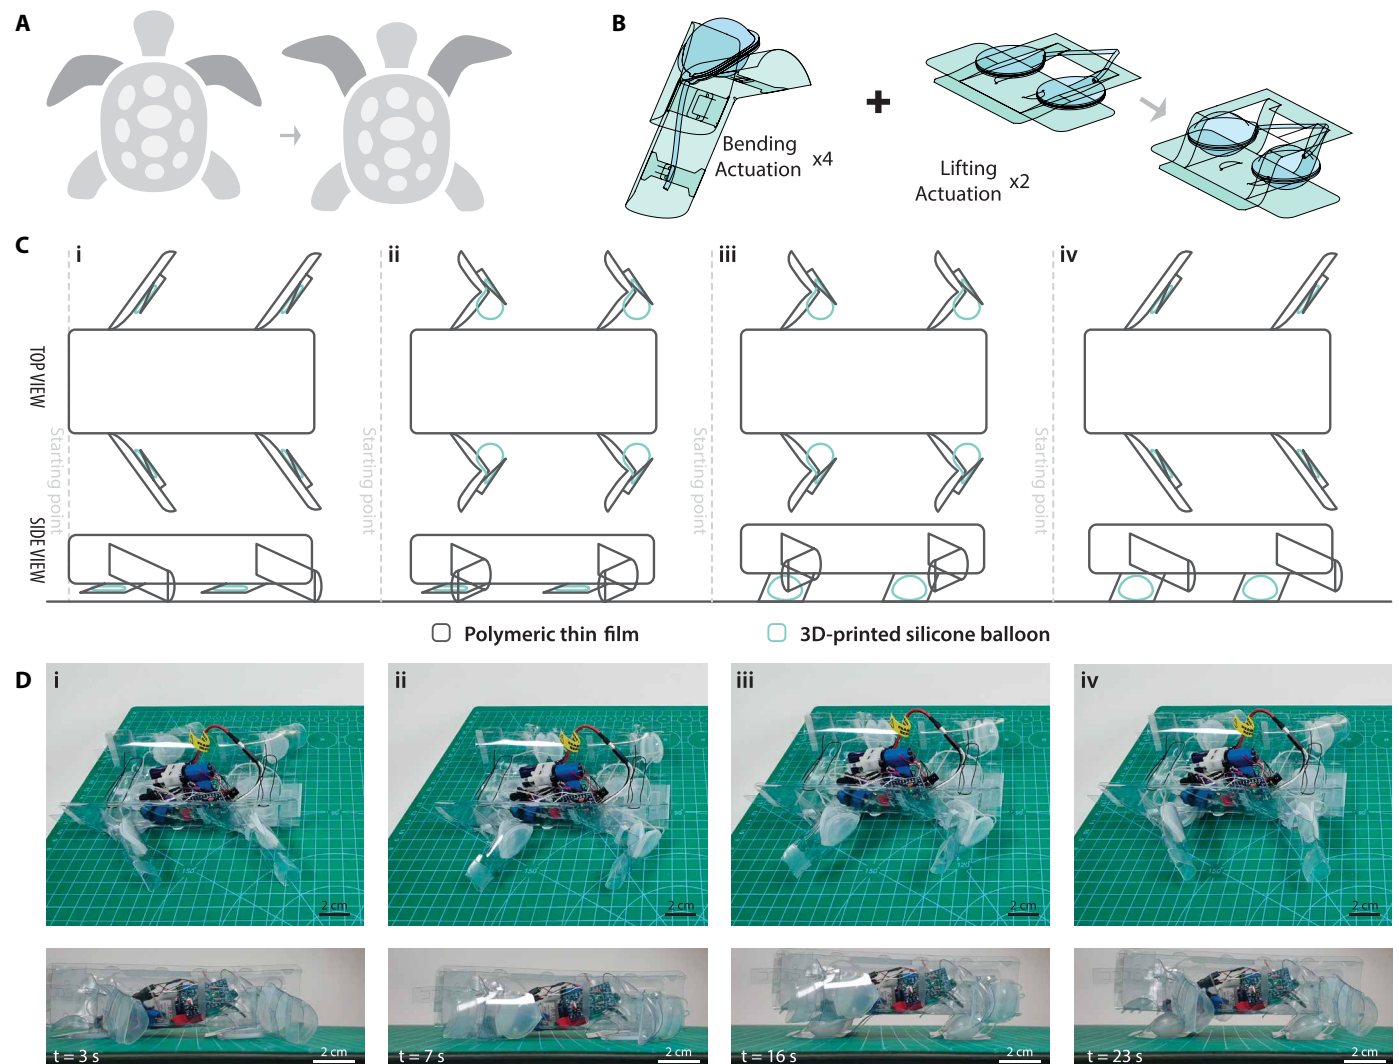 A
B
Bending
Actuation x4
+
Lifting
Actuation x2
C
i
ii
iii
iv
TOP VIEW
Starting point
Starting point
Starting point
Starting point
SIDE VIEW
Polymeric thin film
3D-printed silicone balloon
D
i
ii
iii
iv
2 cm
2 cm
2 cm
2 cm
t = 3 s
2 cm
t = 7 s
2 cm
t = 16 s
2 cm
t = 23 s
2 cm